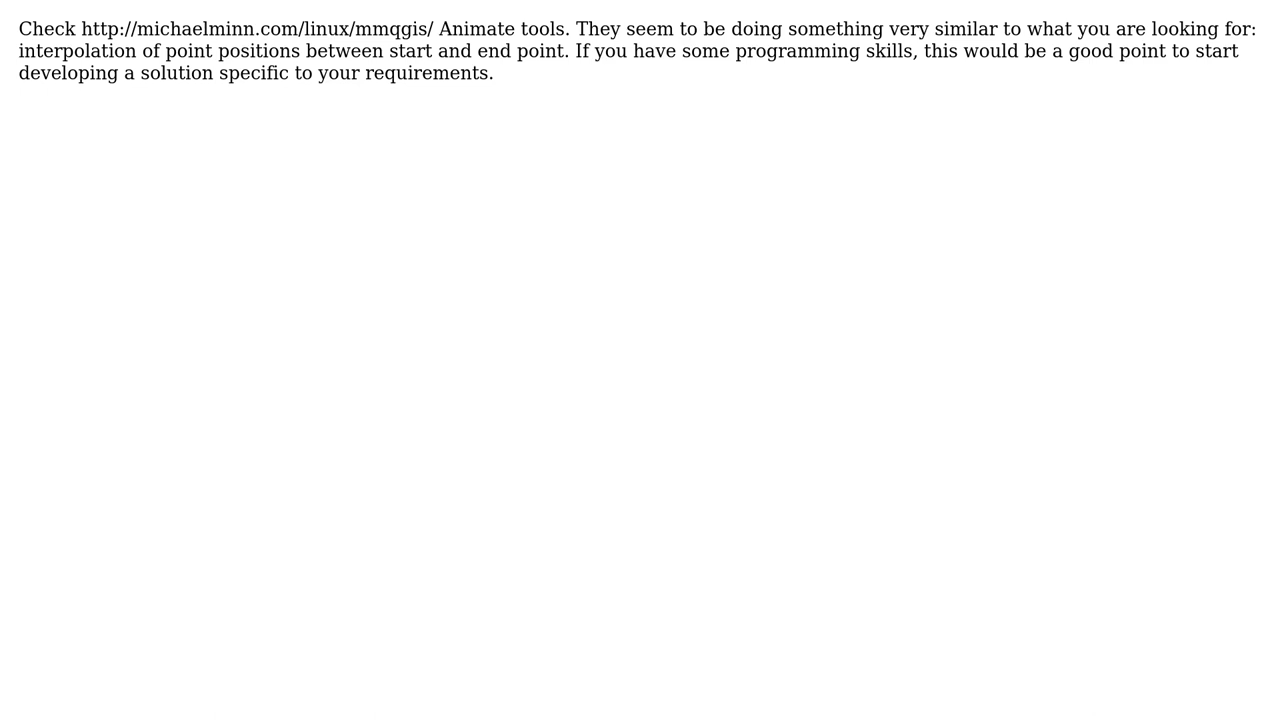 Check http://michaelminn.com/linux/mmqgis/ Animate tools. They seem to be doing something very similar to what you are looking for:
interpolation of point positions between start and end point. If you have some programming skills, this would be a good point to start
developing a solution specific to your requirements.